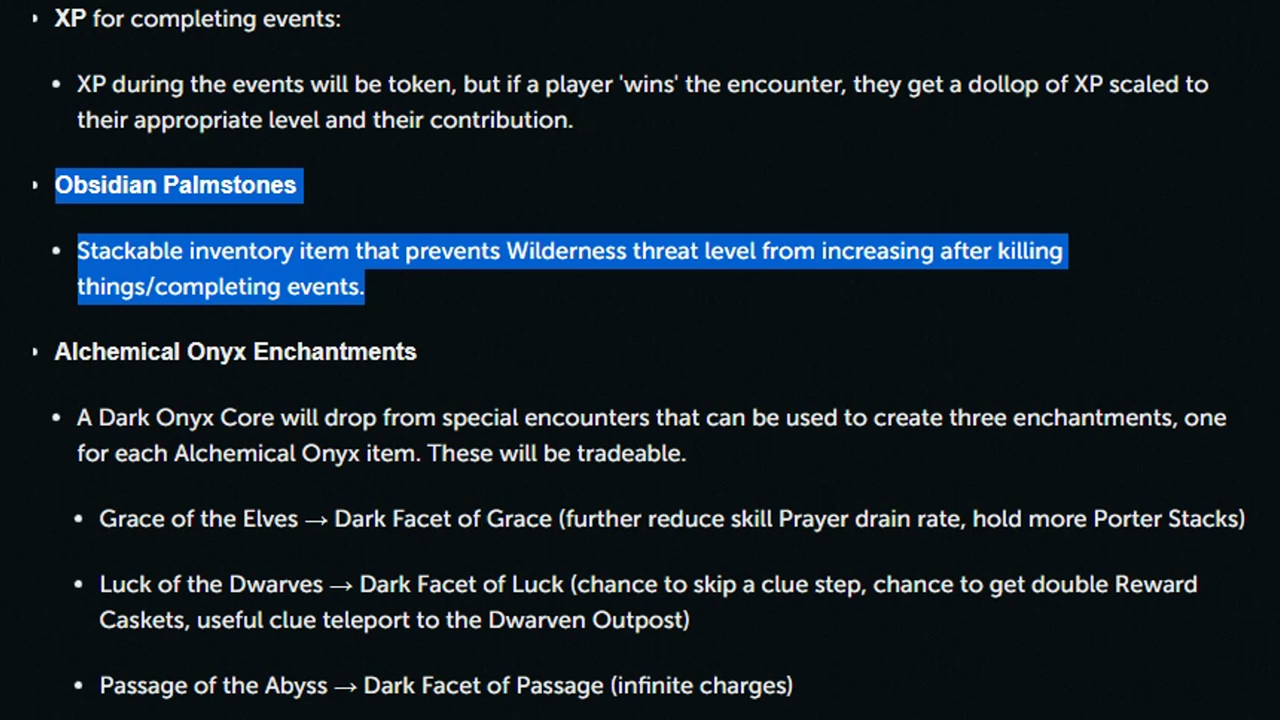 XP for completing events:
XP during the events will be token, but if a player 'wins' the encounter, they get a dollop of XP scaled to
their appropriate level and their contribution.
Obsidian Palmstones
Stackable inventory item that prevents Wilderness threat level from increasing after killing
things/completing events.
Alchemical Onyx Enchantments
A Dark Onyx Core will drop from special encounters that can be used to create three enchantments, one
for each Alchemical Onyx item. These will be tradeable.
Grace of the Elves → Dark Facet of Grace (further reduce skill Prayer drain rate, hold more Porter Stacks)
Luck of the Dwarves → Dark Facet of Luck (chance to skip a clue step, chance to get double Reward
Caskets, useful clue teleport to the Dwarven Outpost)
Passage of the Abyss → Dark Facet of Passage (infinite charges)